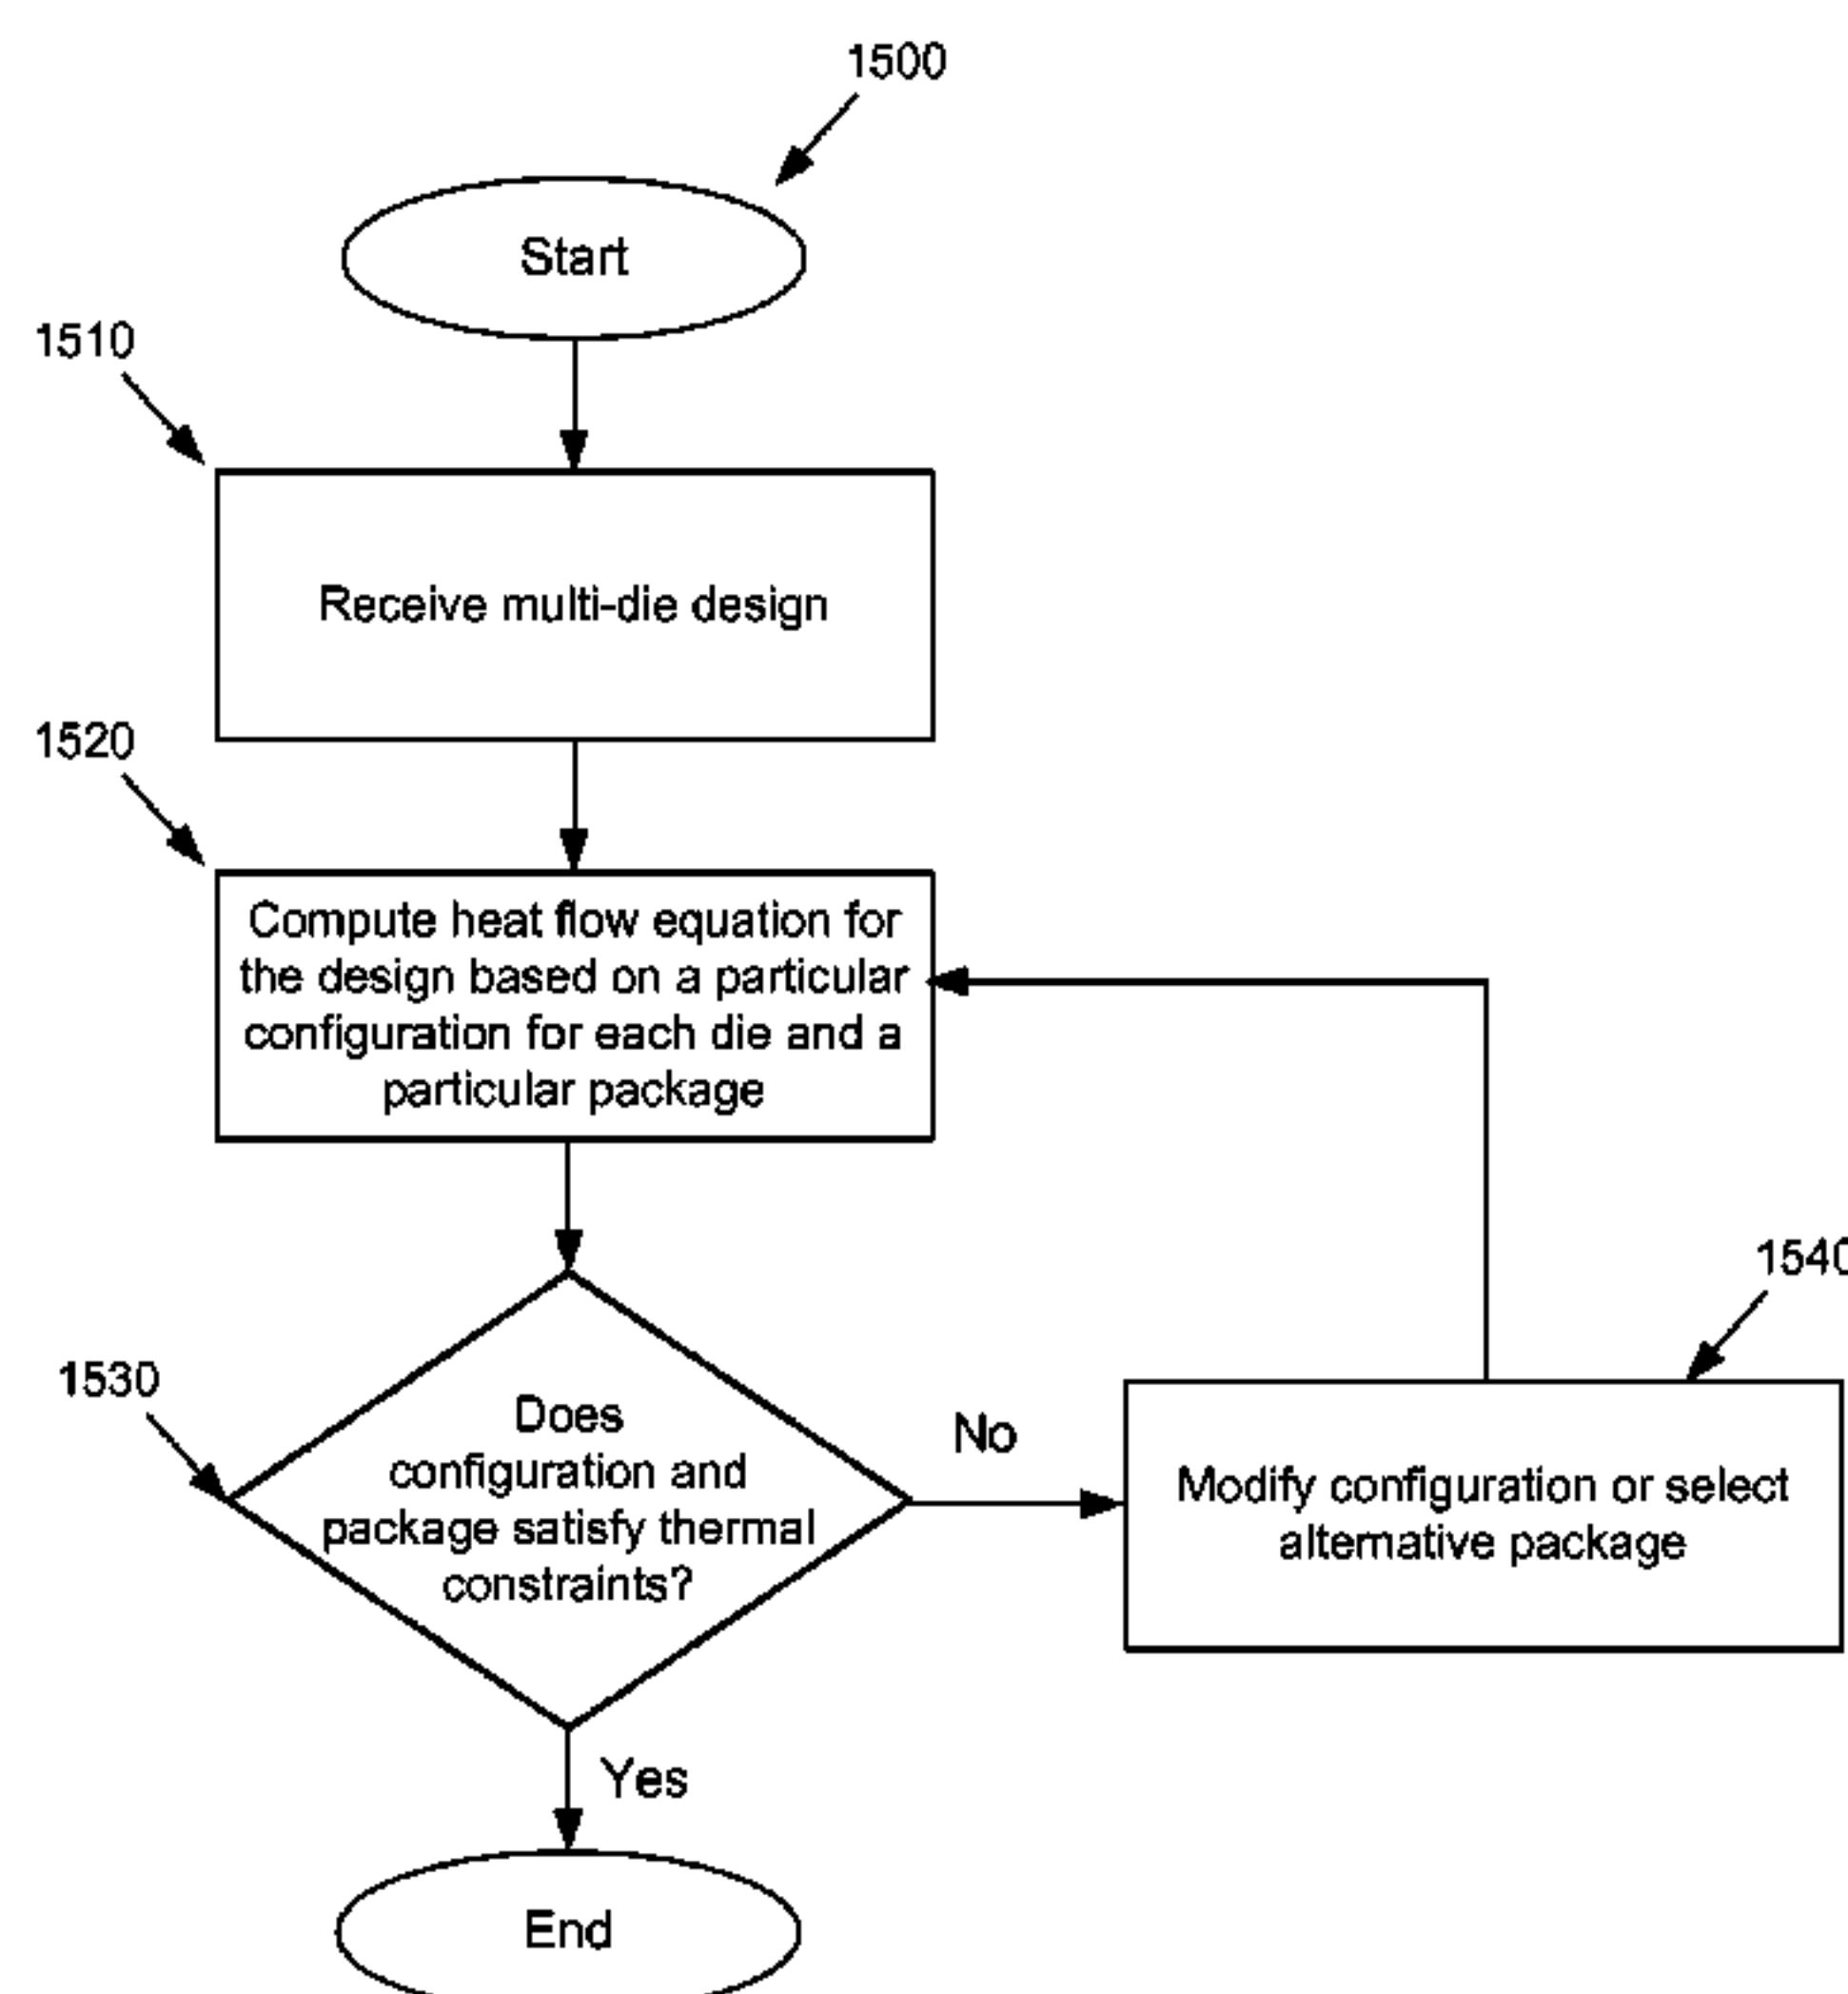 1500
Start
1510
Receive multi-die design
1520
Compute heat flow equation for
the design based on a particular
configuration for each die and a
particular package
1530
Does
configuration and
package satisfy thermal
constraints?
No
1540
Modify configuration or select
alternative package
Yes
End